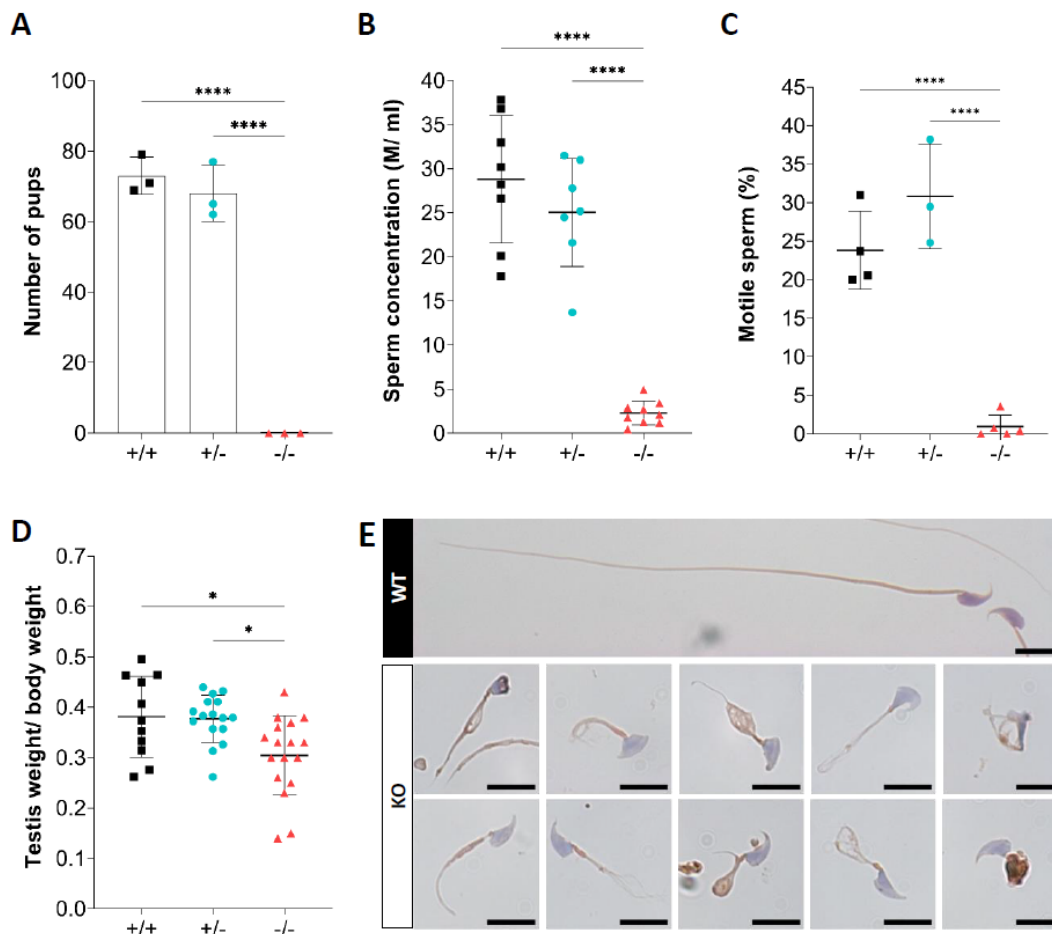 A
Number of pups
100
80
60
40
20
0
****
****
+/+ +/- -/-
B
Sperm concentration (M/ ml)
40
35
30
25
20
15
10
5
0
****
****
+/+ +/- -/-
C
Motile sperm (%)
45
40
35
30
25
20
15
10
5
0
****
****
+/+ +/- -/-
D
Testis weight/ body weight
0.7
0.6
0.5
0.4
0.3
0.2
0.1
0.0
*
*
+/+ +/- -/-
E
WT
KO